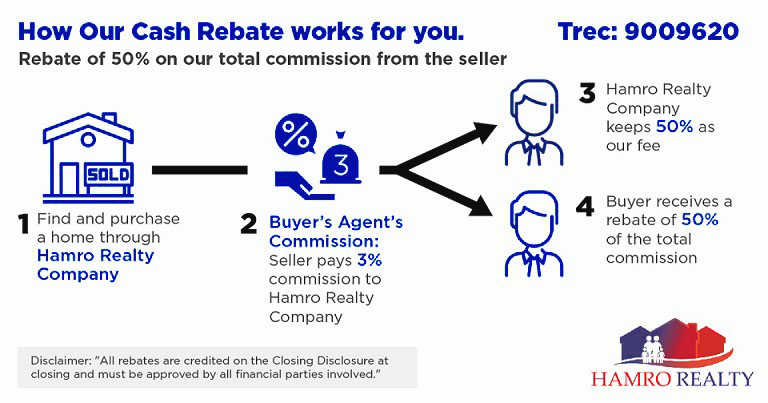 How Our Cash Rebate works for you.
Trec: 9009620
Rebate of 50% on our total commission from the seller
SOLD
1 Find and purchase
a home through
Hamro Realty
Company
%
3
2 Buyer's Agent's
Commission:
Seller pays 3%
commission to
Hamro Realty
Company
3 Hamro Realty
Company
keeps 50% as
our fee
4 Buyer receives a
rebate of 50%
of the total
commission
Disclaimer: "All rebates are credited on the Closing Disclosure at
closing and must be approved by all financial parties involved."
HAMRO REALTY